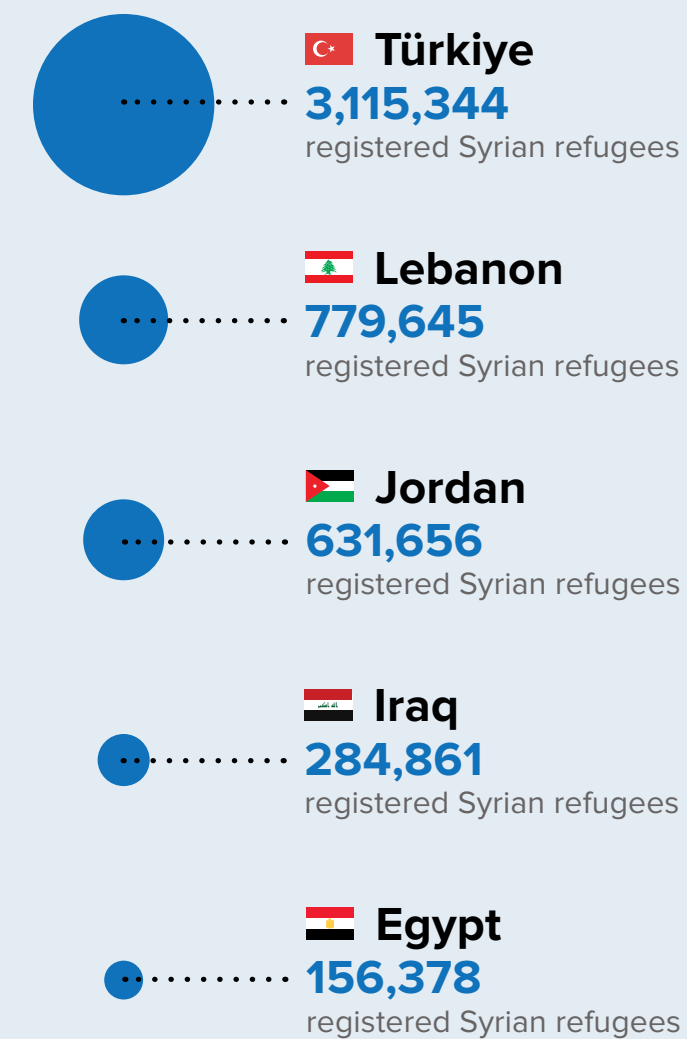 Türkiye
3,115,344
registered Syrian refugees
Lebanon
779,645
registered Syrian refugees
Jordan
631,656
registered Syrian refugees
Iraq
284,861
registered Syrian refugees
Egypt
156,378
registered Syrian refugees